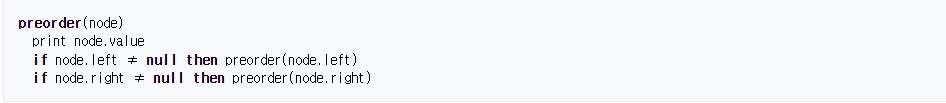 preorder(node)
  print node.value
  if node.left ≠ null then preorder(node.left)
  if node.right ≠ null then preorder(node.right)